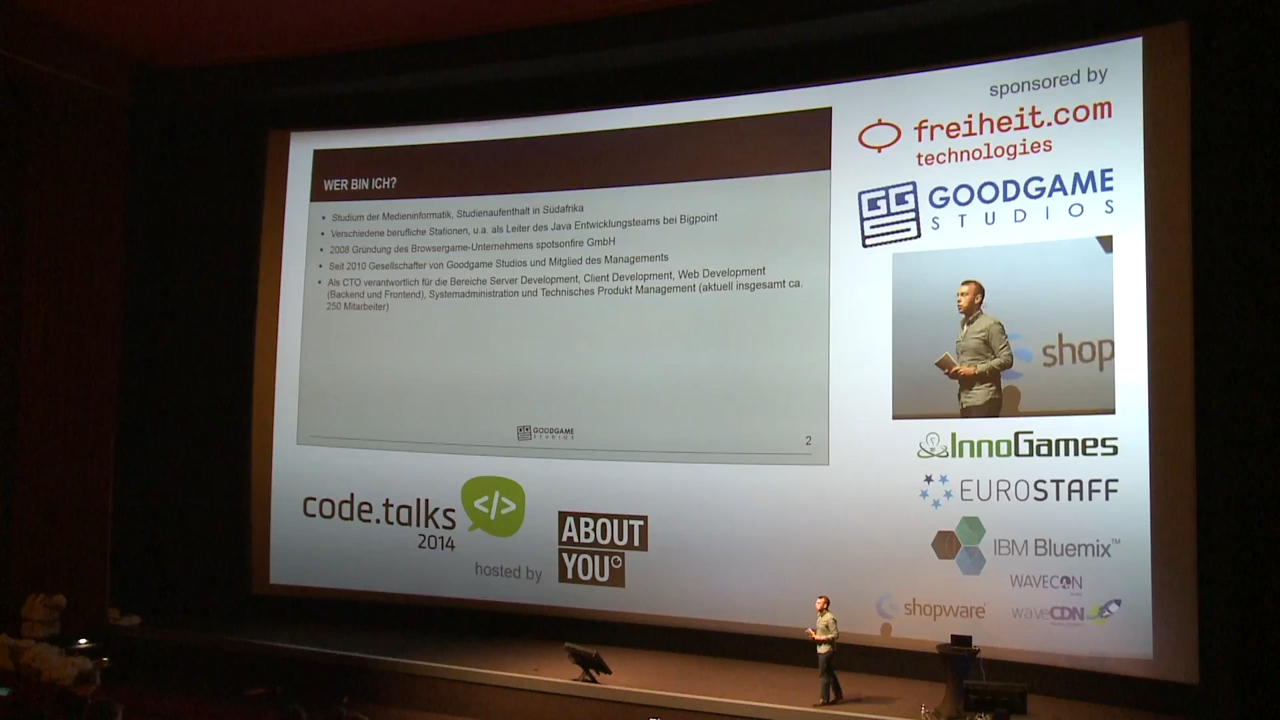 sponsored by
freiheit.com
technologies
GOODGAME
STUDIOS
WER BIN ICH?
• Studium der Medieninformatik, Studienaufenthalt in Südafrika
• Verschiedene berufliche Stationen, u.a. als Leiter des Java Entwicklungsteams bei Bigpoint
• 2008 Gründung des Browsergame-Unternehmens spotsonfire GmbH
• Seit 2010 Gesellschafter von Goodgame Studios und Mitglied des Managements
• Als CTO verantwortlich für die Bereiche Server Development, Client Development, Web Development
(Backend und Frontend), Systemadministration und Technisches Produkt Management (aktuell insgesamt ca.
250 Mitarbeiter)
GOODGAME
STUDIOS
2
shop
InnoGames
EUROSTAFF
IBM Bluemix™
WAVECON
shopware
waveCDN
code.talks
</>
2014
hosted by
ABOUT
YOU